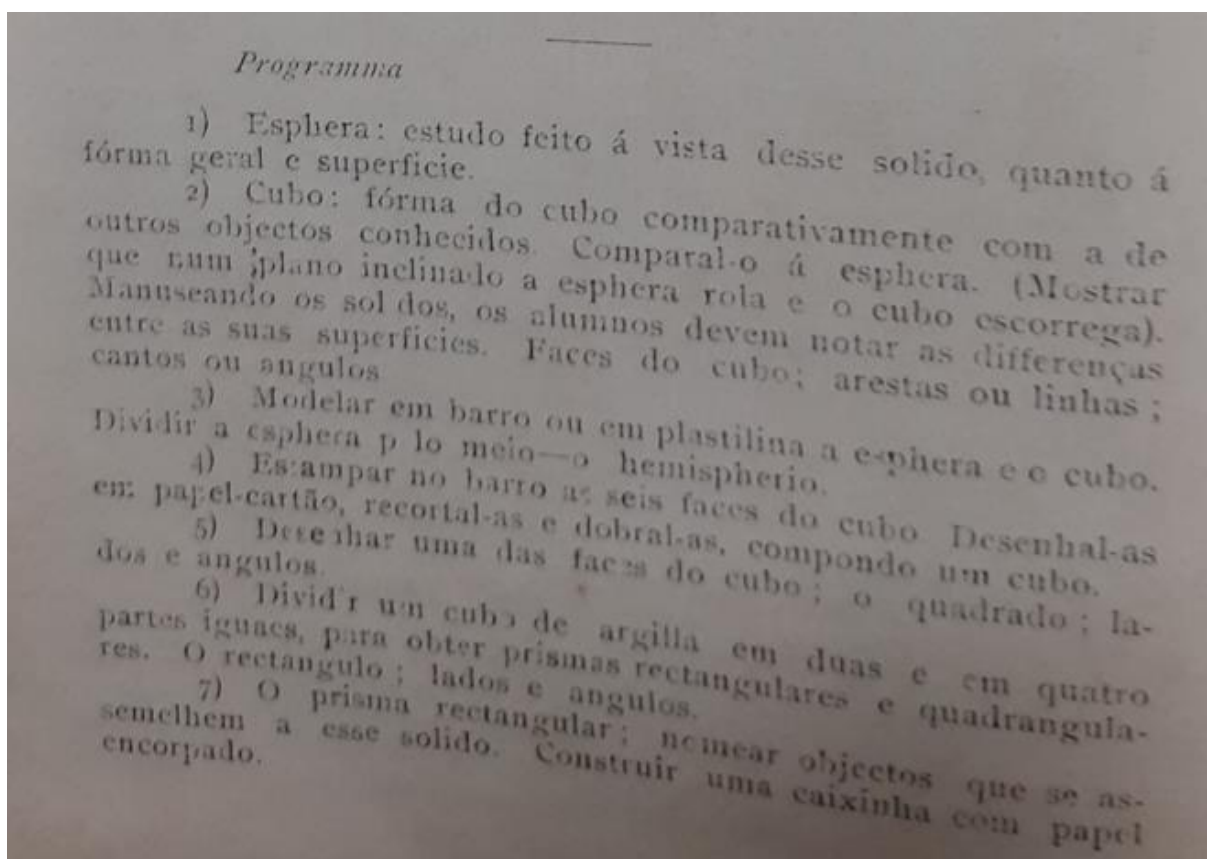 Programma
1) Esphera: estudo feito á vista desse solido, quanto á
fórma geral e superficie.
2) Cubo: fórma do cubo comparativamente com a de
outros objectos conhecidos. Comparal-o á esphera. (Mostrar
que num plano inclinado a esphera rola e o cubo escorrega).
Manuseando os sol dos, os alumnos devem notar as differenças
entre as suas superficies. Faces do cubo; arestas ou linhas;
cantos ou angulos
3) Modelar em barro ou em plastilina a esphera e o cubo.
Dividir a esphera p lo meio—o hemispherio.
4) Estampar no barro as seis faces do cubo Desenhal-as
em papel-cartão, recortal-as e dobral-as, compondo um cubo.
5) Desenhar uma das faces do cubo; o quadrado; la-
dos e angulos.
6) Dividir um cubo de argilla em duas e em quatro
partes iguaes, para obter prismas rectangulares e quadrangula-
res. O rectangulo; lados e angulos.
7) O prisma rectangular; nomear objectos que se as-
semelhem a esse solido. Construir uma caixinha com papel
encorpado.